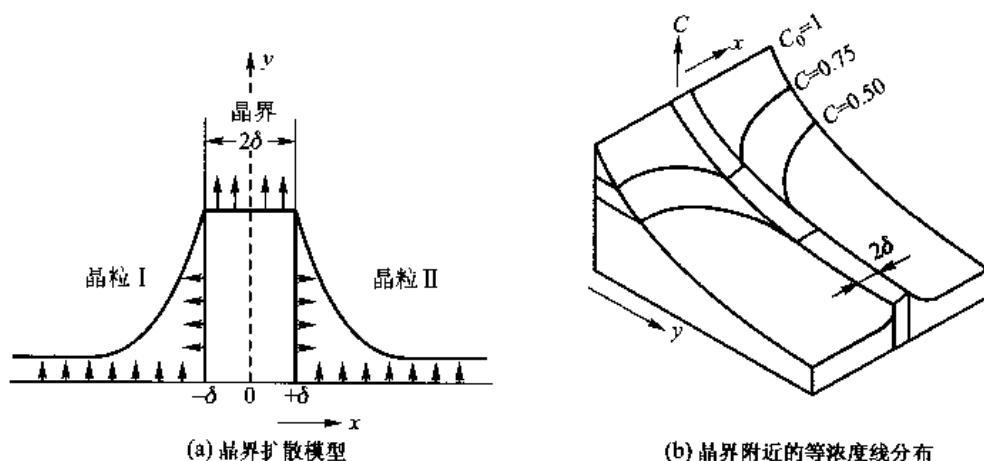 y
晶界
2δ
晶粒 I
晶粒 II
-δ
0
+δ
x
(a) 晶界扩散模型
C
x
C₀=1
C=0.75
C=0.50
2δ
y
(b) 晶界附近的等浓度线分布